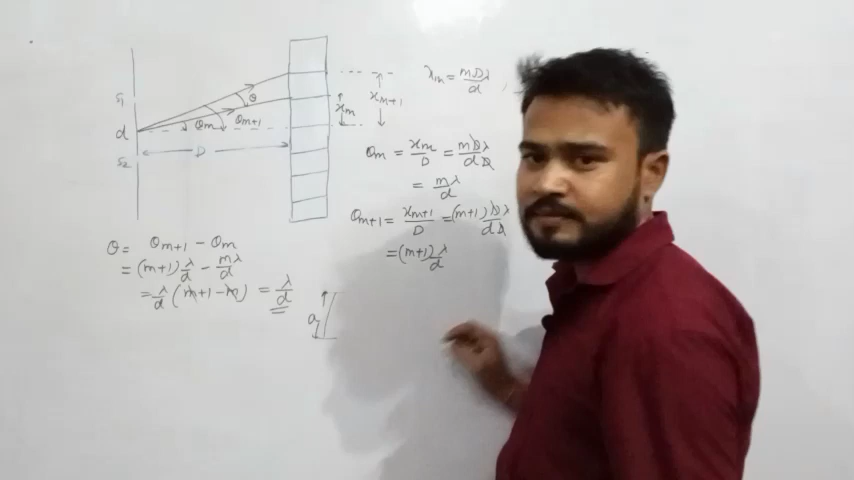 S₁
d
S₂
θm
θm+1
θ
D
xm
xm+1
xm = mDλ/d ,
θm = xm/D = mDλ/dD
= mλ/d
θm+1 = xm+1/D = (m+1)Dλ/dD
= (m+1)λ/d
θ = θm+1 − θm
= (m+1)λ/d − mλ/d
= λ/d (m+1−m) = λ/d